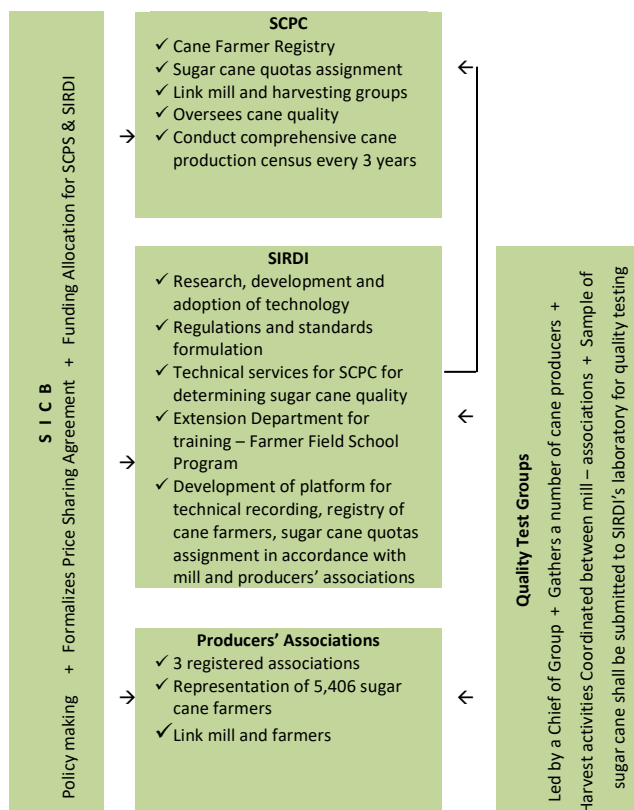 S I C B
Policy making + Formalizes Price Sharing Agreement + Funding Allocation for SCPS & SIRDI
SCPC
✓ Cane Farmer Registry
✓ Sugar cane quotas assignment
✓ Link mill and harvesting groups
✓ Oversees cane quality
✓ Conduct comprehensive cane
production census every 3 years
SIRDI
✓ Research, development and
adoption of technology
✓ Regulations and standards
formulation
✓ Technical services for SCPC for
determining sugar cane quality
✓ Extension Department for
training – Farmer Field School
Program
✓ Development of platform for
technical recording, registry of
cane farmers, sugar cane quotas
assignment in accordance with
mill and producers' associations
Producers' Associations
✓ 3 registered associations
✓ Representation of 5,406 sugar
cane farmers
✓ Link mill and farmers
Quality Test Groups
Led by a Chief of Group + Gathers a number of cane producers +
Harvest activities Coordinated between mill – associations + Sample of
sugar cane shall be submitted to SIRDI's laboratory for quality testing